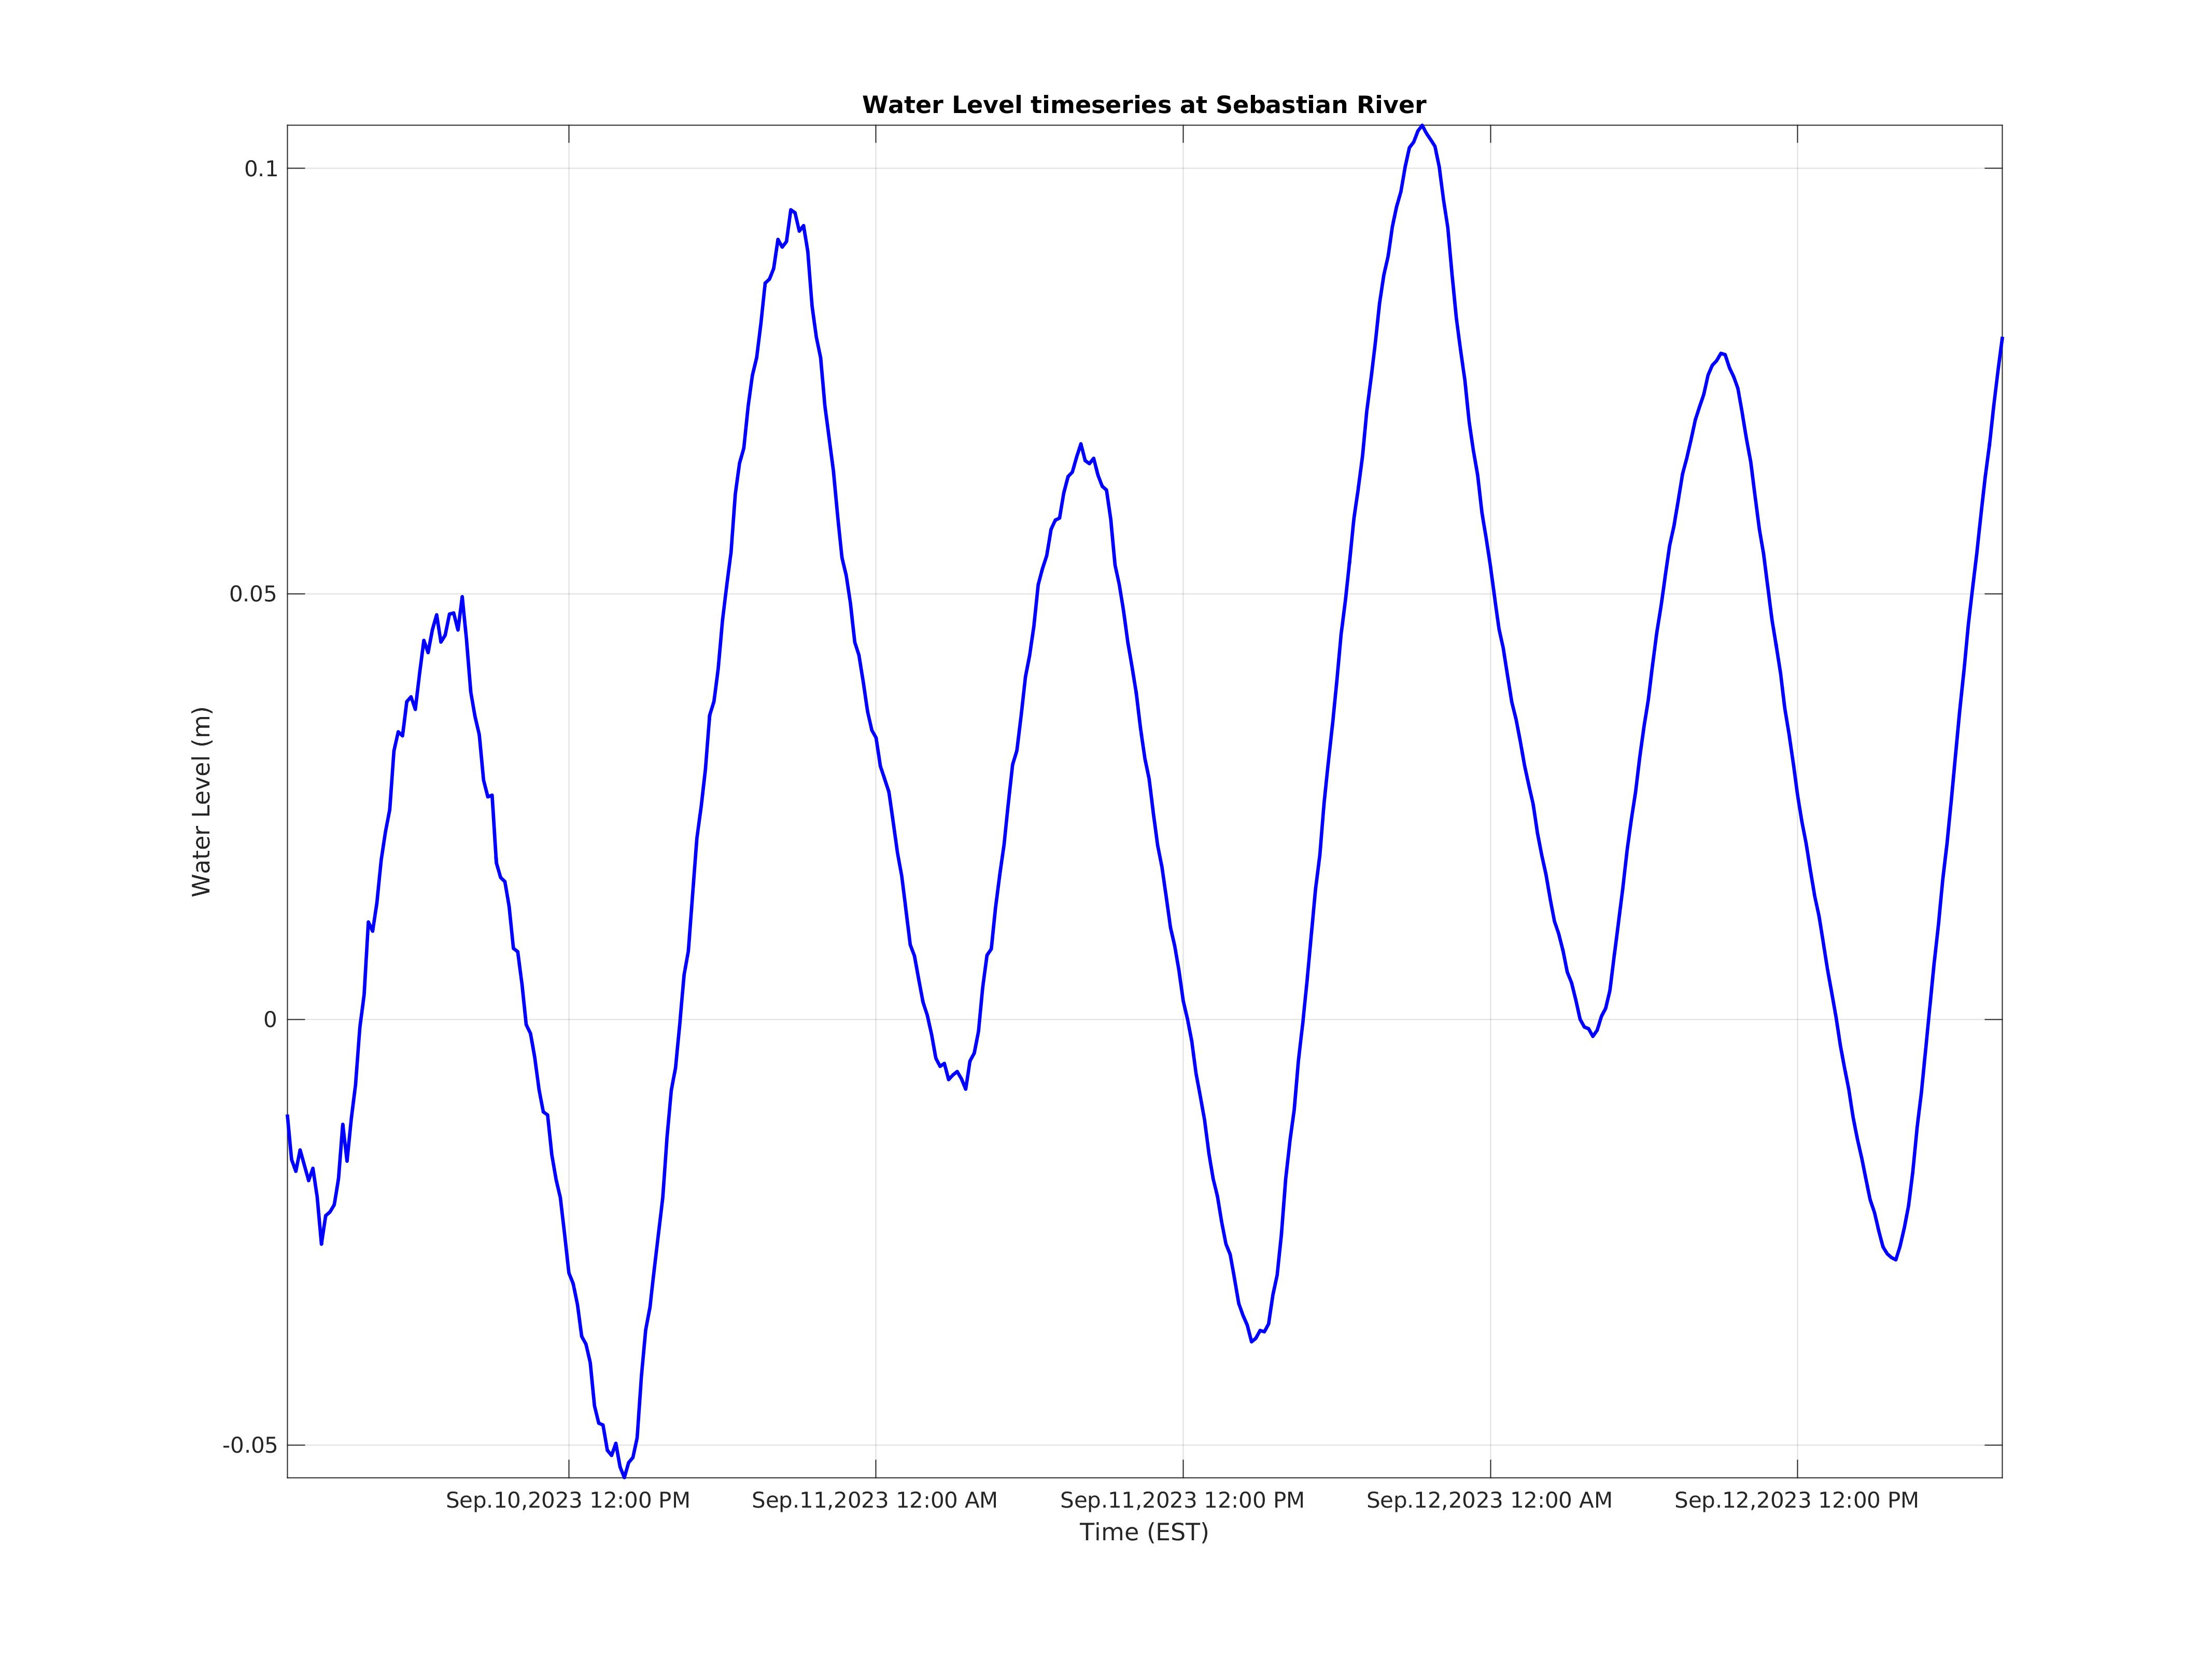 Water Level timeseries at Sebastian River
0.1
0.05
0
-0.05
Water Level (m)
Sep.10,2023 12:00 PM
Sep.11,2023 12:00 AM
Sep.11,2023 12:00 PM
Sep.12,2023 12:00 AM
Sep.12,2023 12:00 PM
Time (EST)